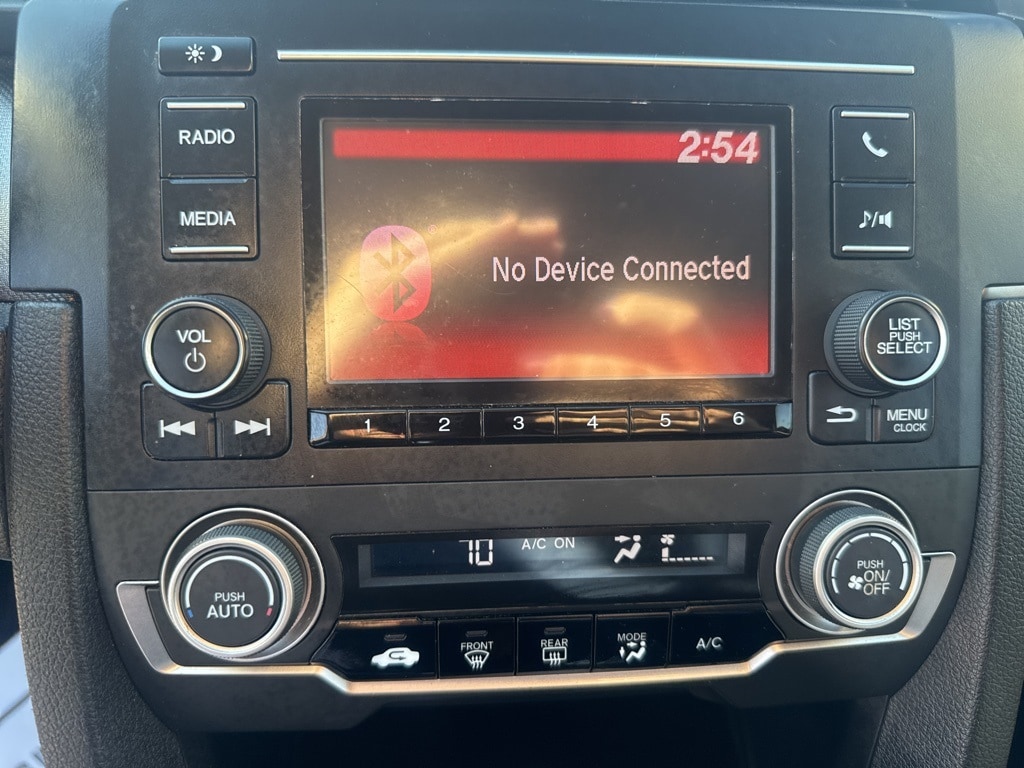 RADIO
2:54
MEDIA
No Device Connected
VOL
LIST
PUSH
SELECT
1 2 3 4 5 6
MENU
CLOCK
70 A/C ON
PUSH
AUTO
PUSH
ON/
OFF
FRONT
REAR
MODE
A/C